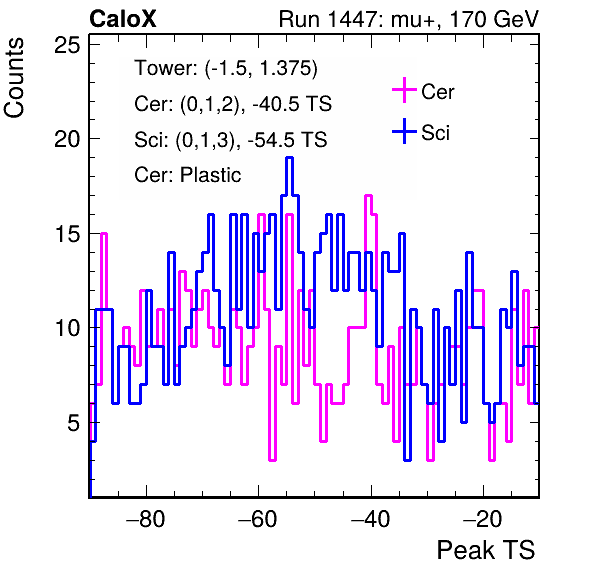 CaloX Run 1447: mu+, 170 GeV
Counts
25
20
15
10
5
Tower: (-1.5, 1.375)
Cer: (0,1,2), -40.5 TS
Sci: (0,1,3), -54.5 TS
Cer: Plastic
Cer
Sci
−80 −60 −40 −20
Peak TS